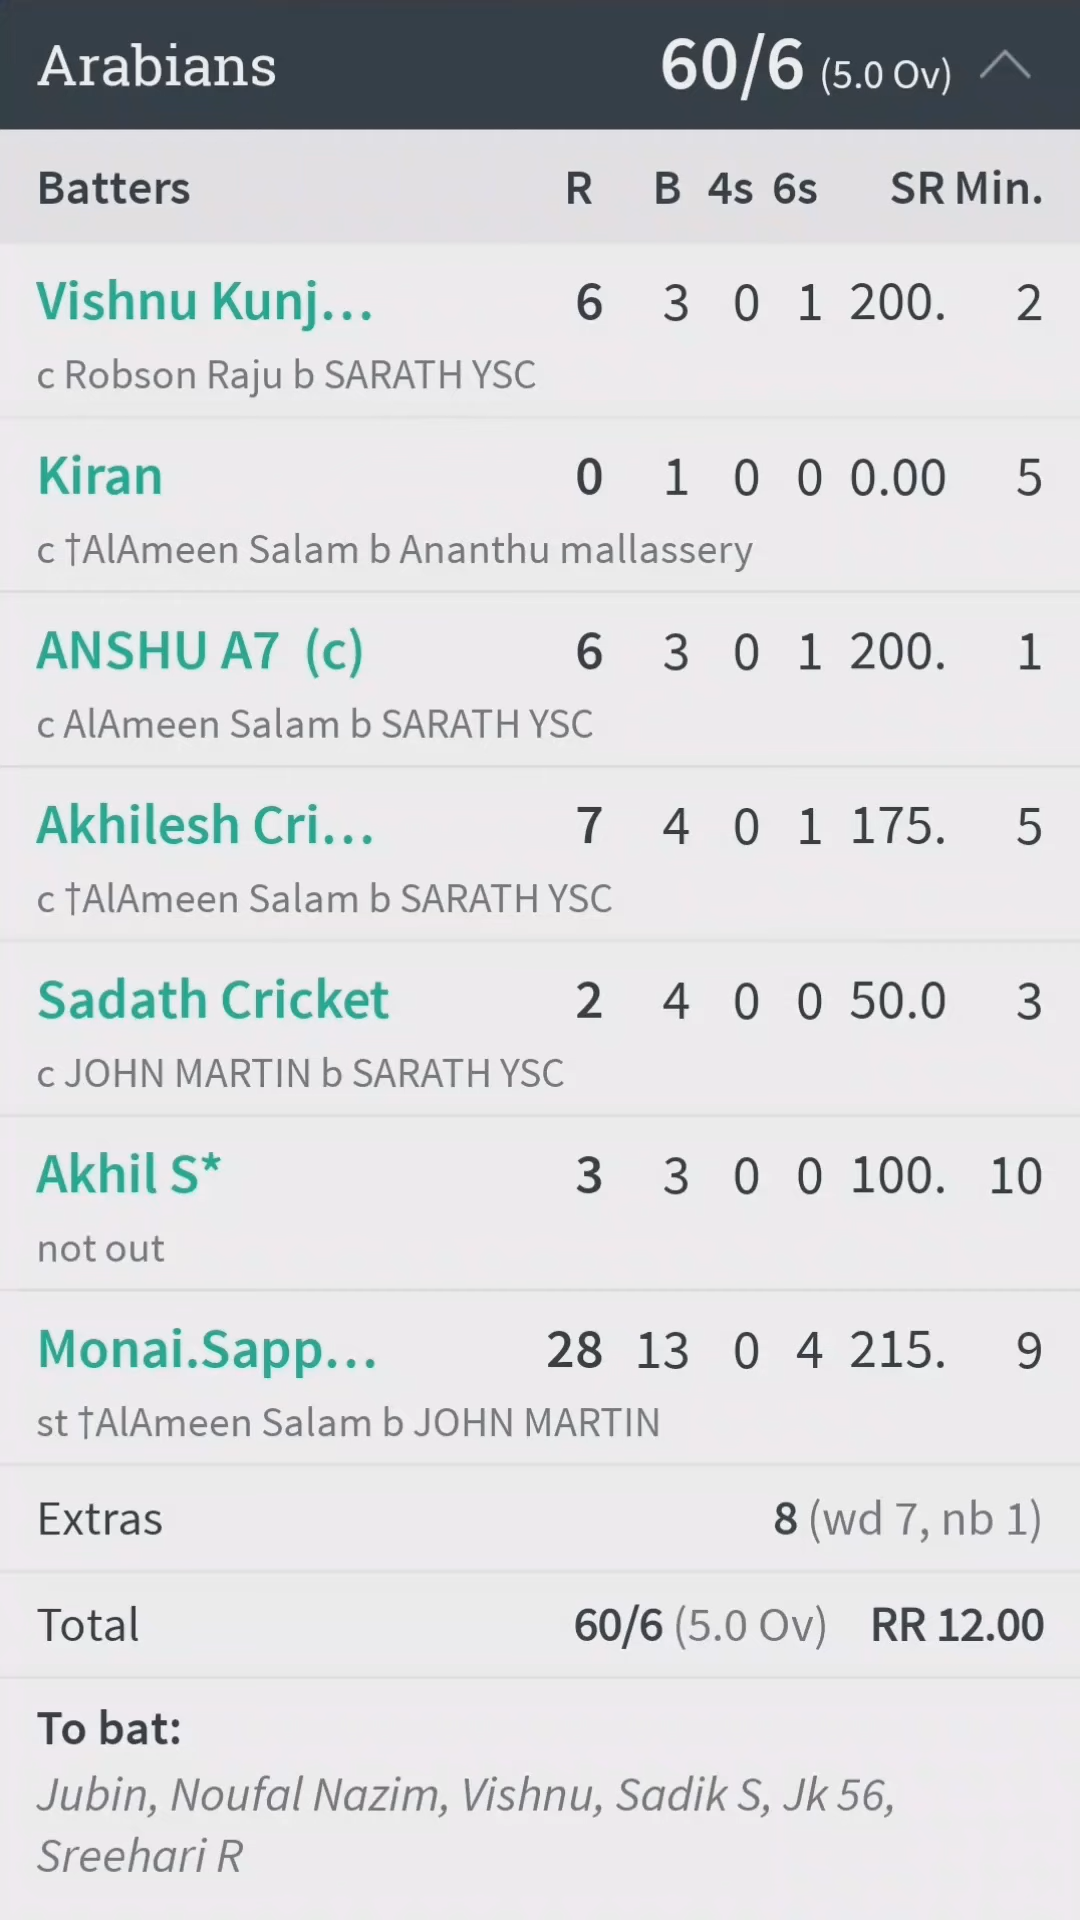 Arabians 60/6 (5.0 Ov)
Batters R B 4s 6s SR Min.
Vishnu Kunj... 6 3 0 1 200. 2
c Robson Raju b SARATH YSC
Kiran 0 1 0 0 0.00 5
c †AlAmeen Salam b Ananthu mallassery
ANSHU A7 (c) 6 3 0 1 200. 1
c AlAmeen Salam b SARATH YSC
Akhilesh Cri... 7 4 0 1 175. 5
c †AlAmeen Salam b SARATH YSC
Sadath Cricket 2 4 0 0 50.0 3
c JOHN MARTIN b SARATH YSC
Akhil S* 3 3 0 0 100. 10
not out
Monai.Sapp... 28 13 0 4 215. 9
st †AlAmeen Salam b JOHN MARTIN
Extras 8 (wd 7, nb 1)
Total 60/6 (5.0 Ov) RR 12.00
To bat:
Jubin, Noufal Nazim, Vishnu, Sadik S, Jk 56,
Sreehari R